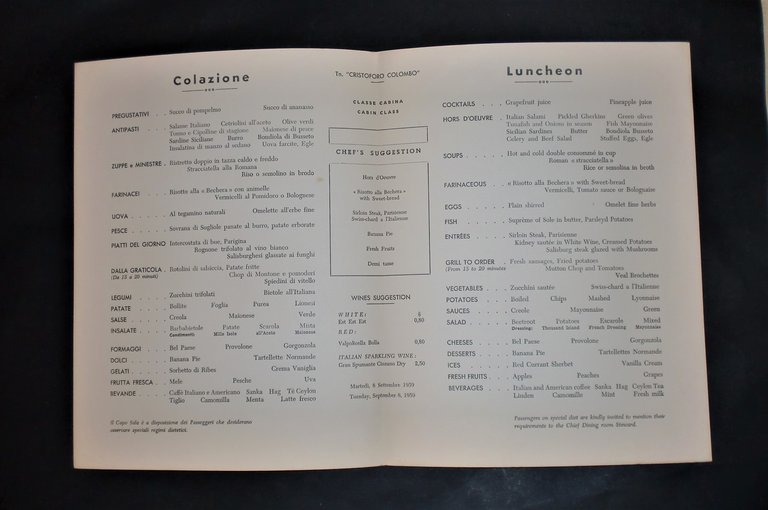 Colazione
PREGUSTATIVI Succo di pompelmo Succo di ananasso
ANTIPASTI . . . Salame Italiano Cetriolini all'aceto Olive verdi
Tonno e Cipolline di stagione Maionese di pesce
Sardine Siciliane Burro Bondiola di Busseto
Insalatina di manzo al sedano Uova farcite, Egle
ZUPPE e MINESTRE . Ristretto doppio in tazza caldo e freddo
Stracciatella alla Romana
Riso o semolino in brodo
FARINACEI . . . Risotto alla « Bechera » con animelle
Vermicelli al Pomidoro o Bolognese
UOVA . . . . . Al tegamino naturali Omelette all'erbe fine
PESCE . . . . . Sovrana di Sogliole panate al burro, patate erborate
PIATTI DEL GIORNO Intercostata di bue, Parigina
Rognone trifolato al vino bianco
Salisburghesi glassate ai funghi
DALLA GRATICOLA . Rotolini di salsiccia, Patate fritte
(Da 15 a 20 minuti) Chop di Montone e pomodori
Spiedini di vitello
LEGUMI . . . . Zucchini trifolati Bietole all'Italiana
PATATE . . . . Bollite Foglia Purea Lionesi
SALSE . . . . . Creola Maionese Verde
INSALATE . . . Barbabietole Patate Scarola Mista
Condimenti: Mille Isole all'Aceto Maionese
FORMAGGI . . . Bel Paese Provolone Gorgonzola
DOLCI . . . . . Banana Pie Tartellette Normande
GELATI . . . . . Sorbetto di Ribes Crema Vaniglia
FRUTTA FRESCA . . Mele Pesche Uva
BEVANDE . . . . Caffè Italiano e Americano Sanka Hag Tè Ceylon
Tiglio Camomilla Menta Latte fresco
Il Capo Sala è a disposizione dei Passeggeri che desiderano
osservare speciali regimi dietetici.
Tn. "CRISTOFORO COLOMBO"
CLASSE CABINA
CABIN CLASS
CHEF'S SUGGESTION
Hors d'Oeuvre
« Risotto alla Bechera »
with Sweet-bread
Sirloin Steak, Parisienne
Swiss-chard a l'Italienne
Banana Pie
Fresh Fruits
Demi tasse
WINES SUGGESTION
WHITE: $
Est Est Est 0,80
RED:
Valpolicella Bolla 0,80
ITALIAN SPARKLING WINE:
Gran Spumante Cinzano Dry 2,50
Martedì, 8 Settembre 1959
Tuesday, September 8, 1959
Luncheon
COCKTAILS . . . Grapefruit juice Pineapple juice
HORS D'OEUVRE . . Italian Salami Pickled Gherkins Green olives
Tunafish and Onions in season Fish Mayonnaise
Sicilian Sardines Butter Bondiola Busseto
Celery and Beef Salad Stuffed Eggs, Egle
SOUPS . . . . . Hot and cold double consommé in cup
Roman « stracciatella »
Rice or semolina in broth
FARINACEOUS . . . « Risotto alla Bechera » with Sweet-bread
Vermicelli, Tomato sauce or Bolognaise
EGGS . . . . . Plain shirred Omelet fine herbs
FISH . . . . . Suprême of Sole in butter, Parsleyd Potatoes
ENTRÉES . . . . Sirloin Steak, Parisienne
Kidney sautée in White Wine, Creamed Potatoes
Salisburg steak glazed with Mushrooms
GRILL TO ORDER . . Fresh sausages, Fried potatoes
(From 15 to 20 minutes) Mutton Chop and Tomatoes
Veal Brochettes
VEGETABLES . . . Zucchini sautée Swiss-chard a l'Italienne
POTATOES . . . . Boiled Chips Mashed Lyonnaise
SAUCES . . . . Creole Mayonnaise Green
SALAD . . . . . Beetroot Potatoes Escarole Mixed
Dressing: Thousand Island French Dressing Mayonnaise
CHEESES . . . . Bel Paese Provolone Gorgonzola
DESSERTS . . . . Banana Pie Tartelettes Normande
ICES . . . . . Red Currant Sherbet Vanilla Cream
FRESH FRUITS . . . Apples Peaches Grapes
BEVERAGES . . . Italian and American coffee Sanka Hag Ceylon Tea
Linden Camomille Mint Fresh milk
Passengers on special diet are kindly invited to mention their
requirements to the Chief Dining room Steward.